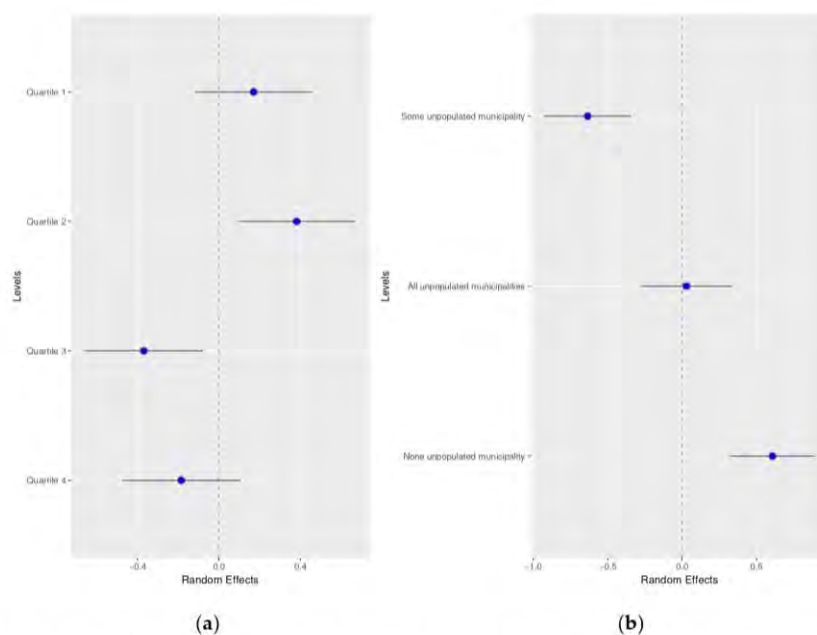 Quartile 1
Quartile 2
Quartile 3
Quartile 4
Levels
-0.4
0.0
0.4
Random Effects
(a)
Some unpopulated municipality
All unpopulated municipalities
None unpopulated municipality
Levels
-1.0
-0.5
0.0
0.5
Random Effects
(b)